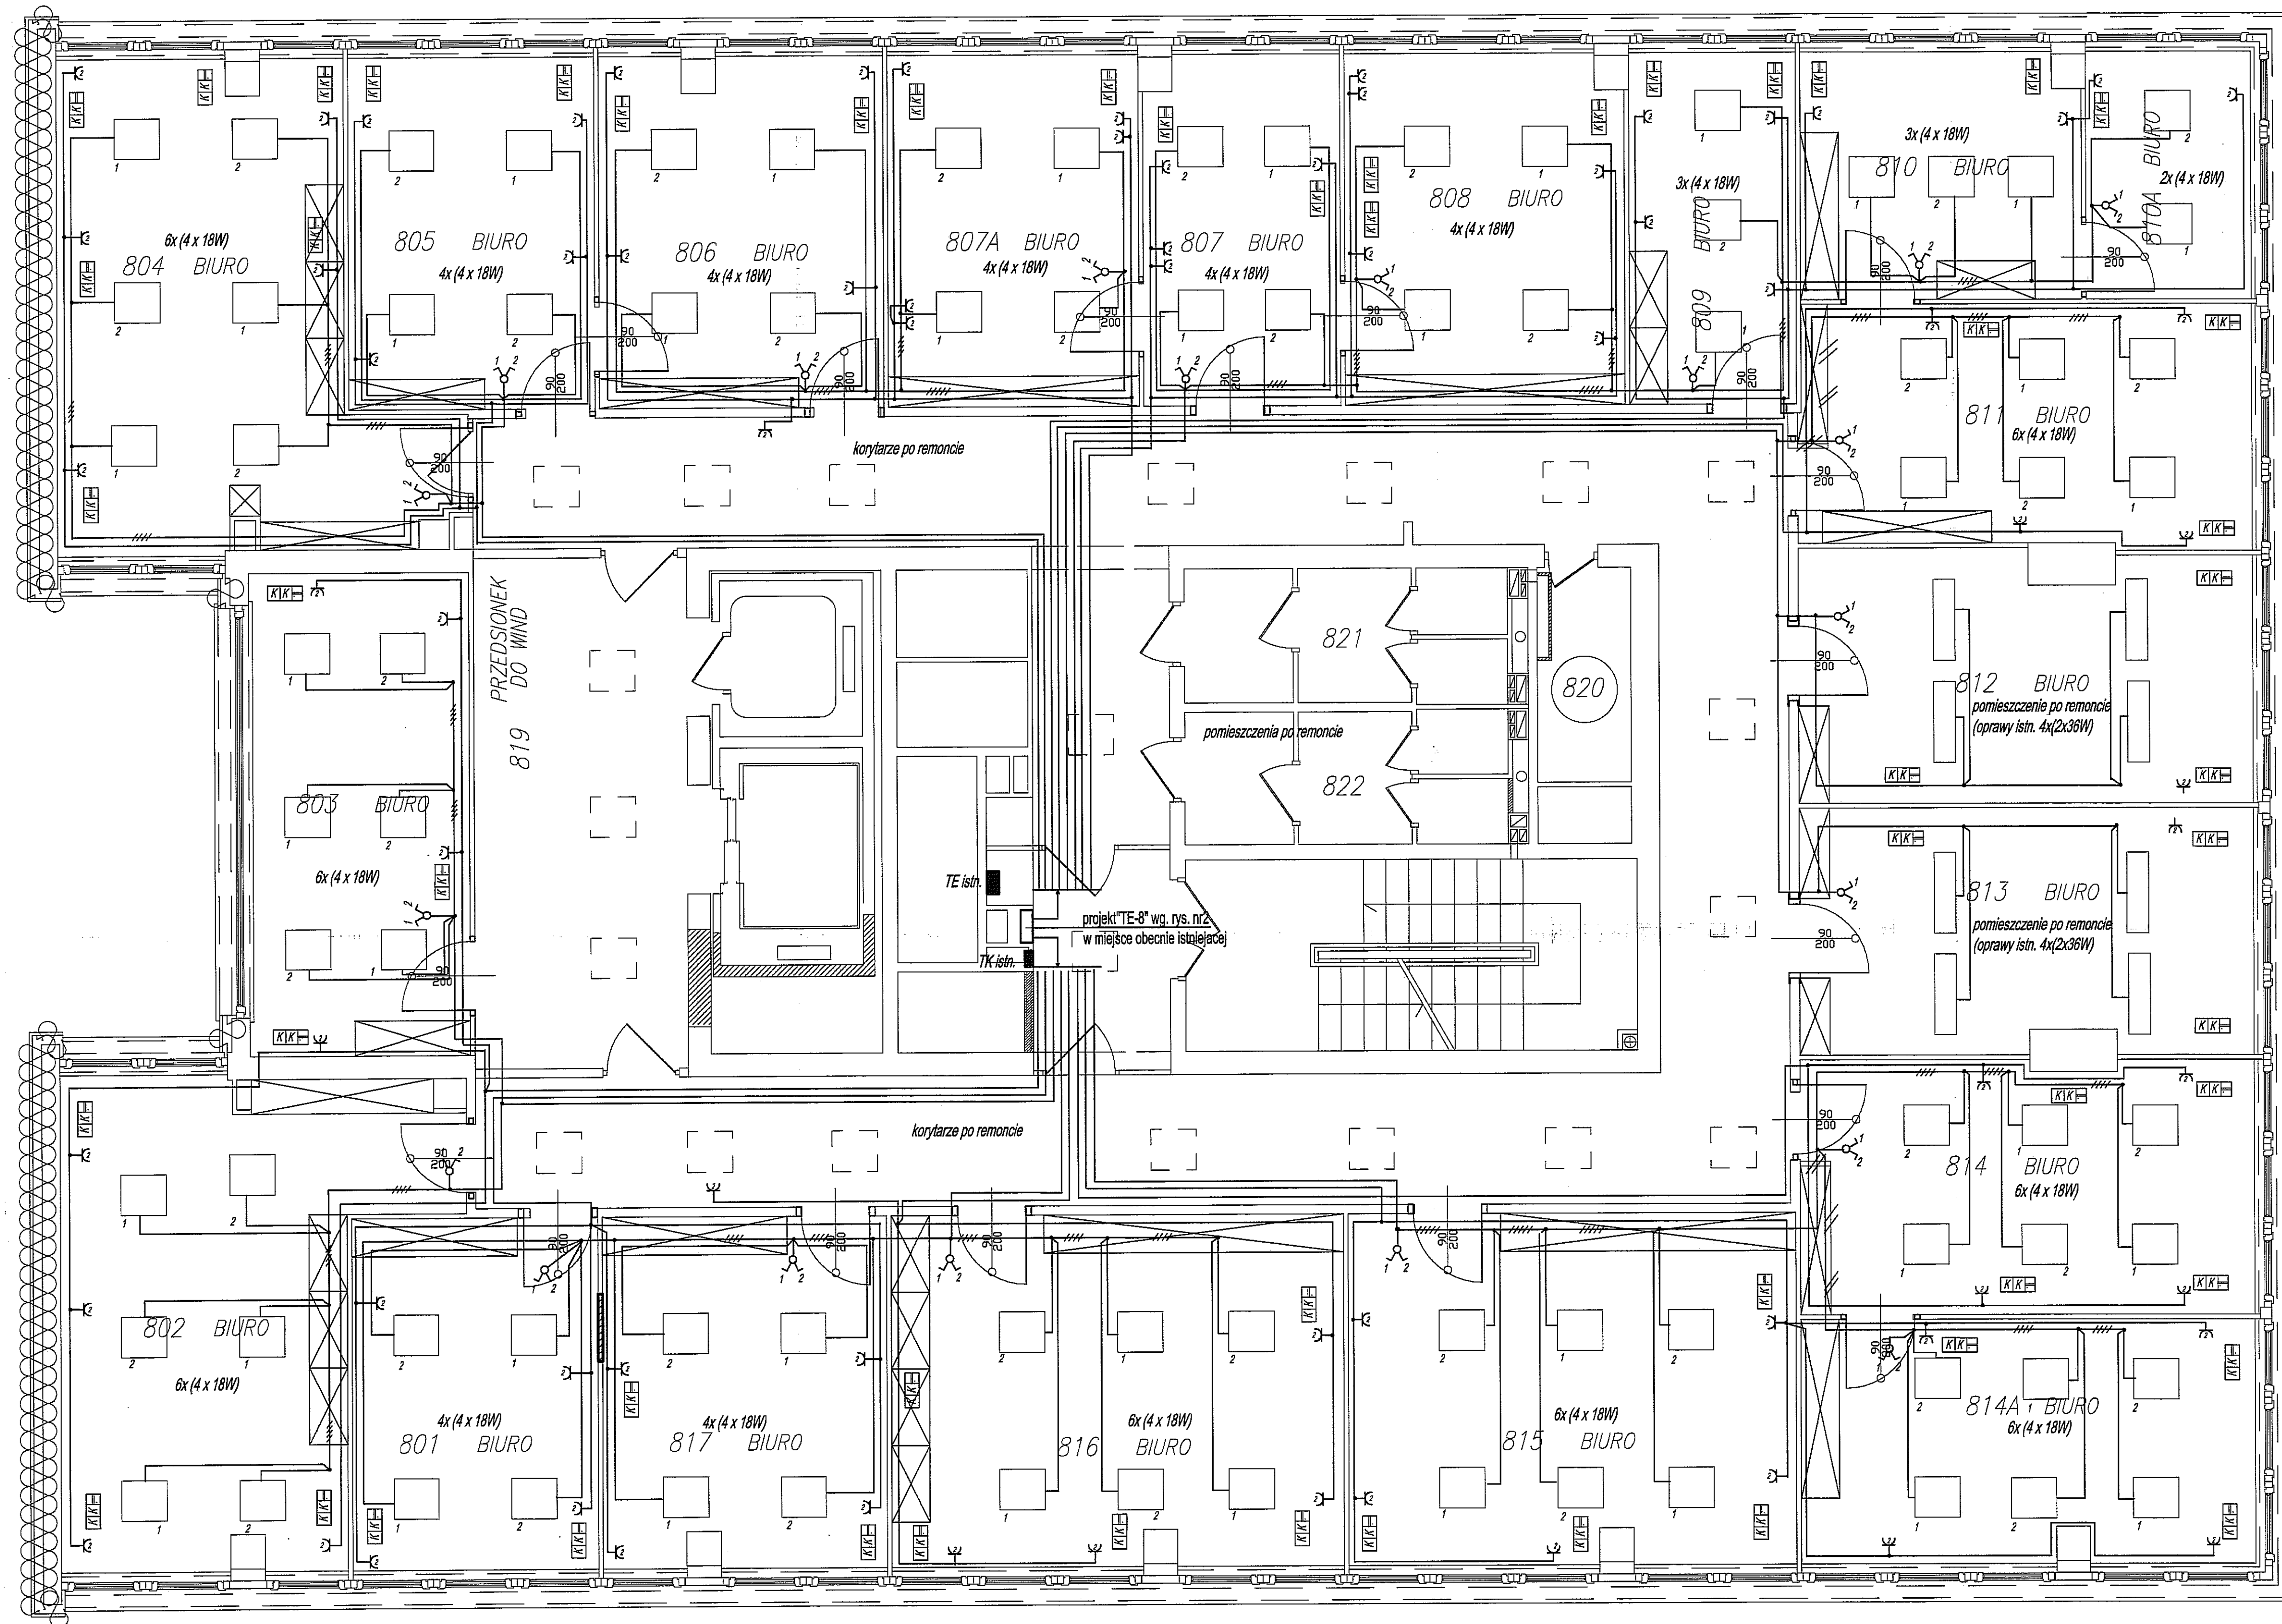 804 BIURO
6x (4 x 18W)
805 BIURO
4x (4 x 18W)
806 BIURO
4x (4 x 18W)
807A BIURO
4x (4 x 18W)
807 BIURO
4x (4 x 18W)
808 BIURO
4x (4 x 18W)
809 BIURO
3x (4 x 18W)
810 BIURO
3x (4 x 18W)
810A BIURO
2x (4 x 18W)
811 BIURO
6x (4 x 18W)
korytarze po remoncie
819 PRZEDSIONEK
DO WIND
821
820
pomieszczenia po remoncie
822
812 BIURO
pomieszczenie po remoncie
(oprawy istn. 4x(2x36W)
803 BIURO
6x (4 x 18W)
TE istn.
projekt"TE-8" wg. rys. nr2
w miejsce obecnie istniejacej
TK istn.
813 BIURO
pomieszczenie po remoncie
(oprawy istn. 4x(2x36W)
korytarze po remoncie
814 BIURO
6x (4 x 18W)
802 BIURO
6x (4 x 18W)
4x (4 x 18W)
801 BIURO
4x (4 x 18W)
817 BIURO
6x (4 x 18W)
816 BIURO
6x (4 x 18W)
815 BIURO
814A BIURO
6x (4 x 18W)